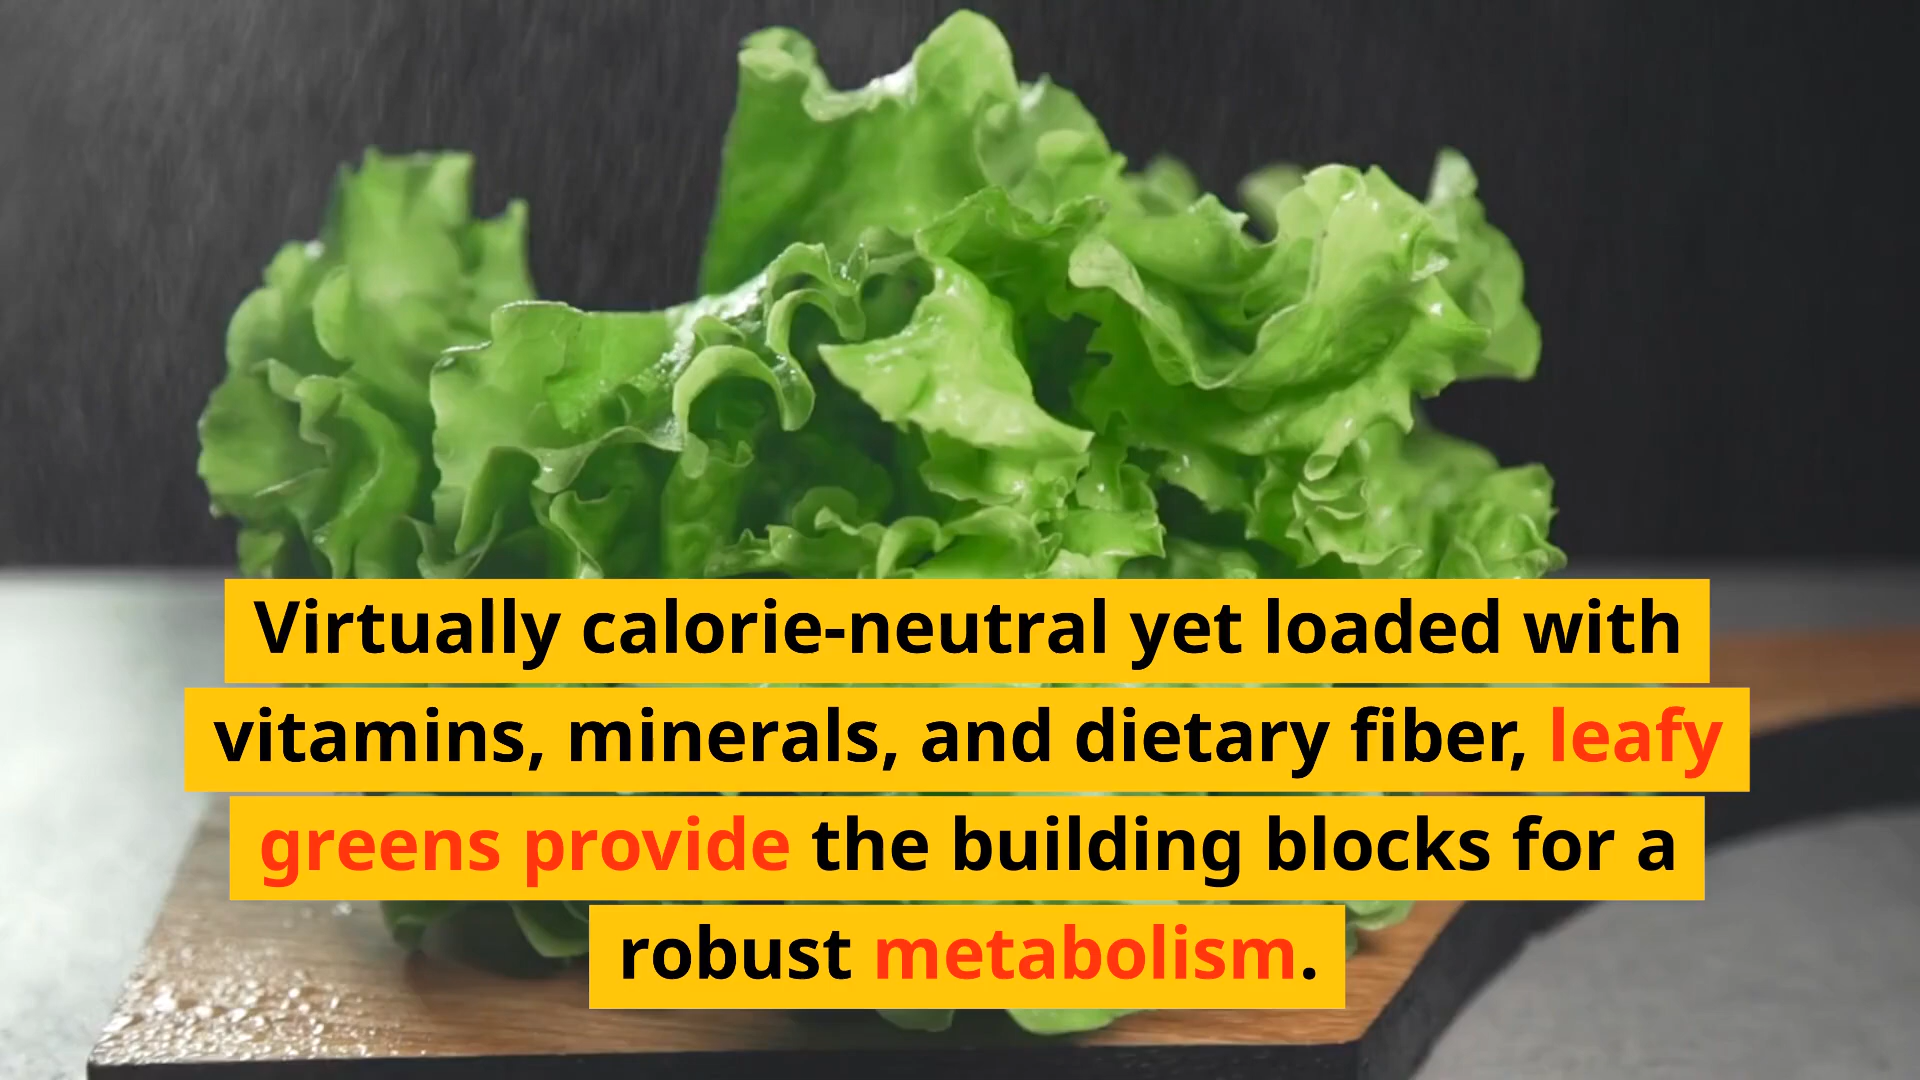 Virtually calorie-neutral yet loaded with
vitamins, minerals, and dietary fiber, leafy
greens provide the building blocks for a
robust metabolism.